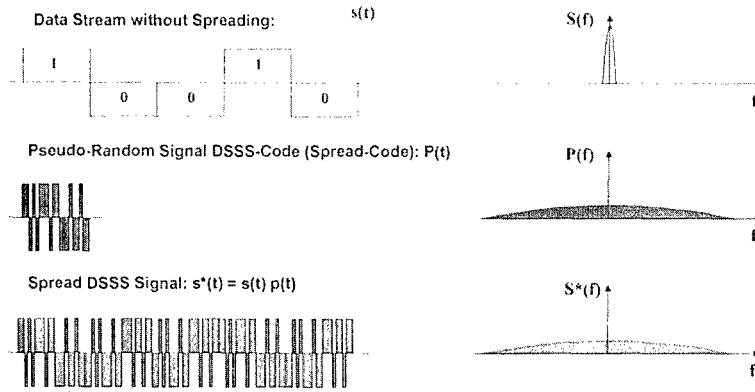 Data Stream without Spreading: s(t) S(f)
1 1
0 0 0
f
Pseudo-Random Signal DSSS-Code (Spread-Code): P(t) P(f)
f
Spread DSSS Signal: s*(t) = s(t) p(t) S*(f)
f